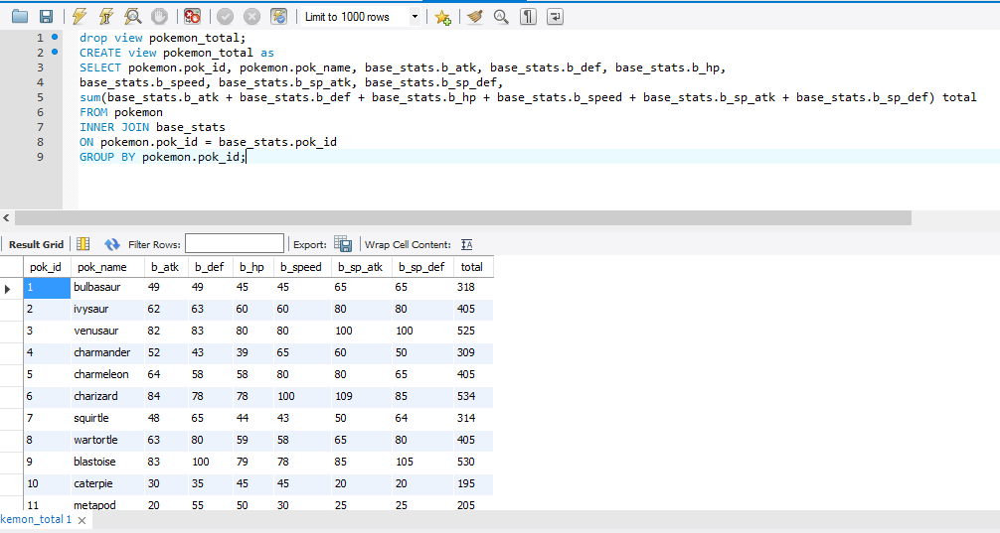 Limit to 1000 rows
1 drop view pokemon_total;
2 CREATE view pokemon_total as
3 SELECT pokemon.pok_id, pokemon.pok_name, base_stats.b_atk, base_stats.b_def, base_stats.b_hp,
4 base_stats.b_speed, base_stats.b_sp_atk, base_stats.b_sp_def,
5 sum(base_stats.b_atk + base_stats.b_def + base_stats.b_hp + base_stats.b_speed + base_stats.b_sp_atk + base_stats.b_sp_def) total
6 FROM pokemon
7 INNER JOIN base_stats
8 ON pokemon.pok_id = base_stats.pok_id
9 GROUP BY pokemon.pok_id;
Result Grid Filter Rows: Export: Wrap Cell Content:
pok_id pok_name b_atk b_def b_hp b_speed b_sp_atk b_sp_def total
1 bulbasaur 49 49 45 45 65 65 318
2 ivysaur 62 63 60 60 80 80 405
3 venusaur 82 83 80 80 100 100 525
4 charmander 52 43 39 65 60 50 309
5 charmeleon 64 58 58 80 80 65 405
6 charizard 84 78 78 100 109 85 534
7 squirtle 48 65 44 43 50 64 314
8 wartortle 63 80 59 58 65 80 405
9 blastoise 83 100 79 78 85 105 530
10 caterpie 30 35 45 45 20 20 195
11 metapod 20 55 50 30 25 25 205
kemon_total 1